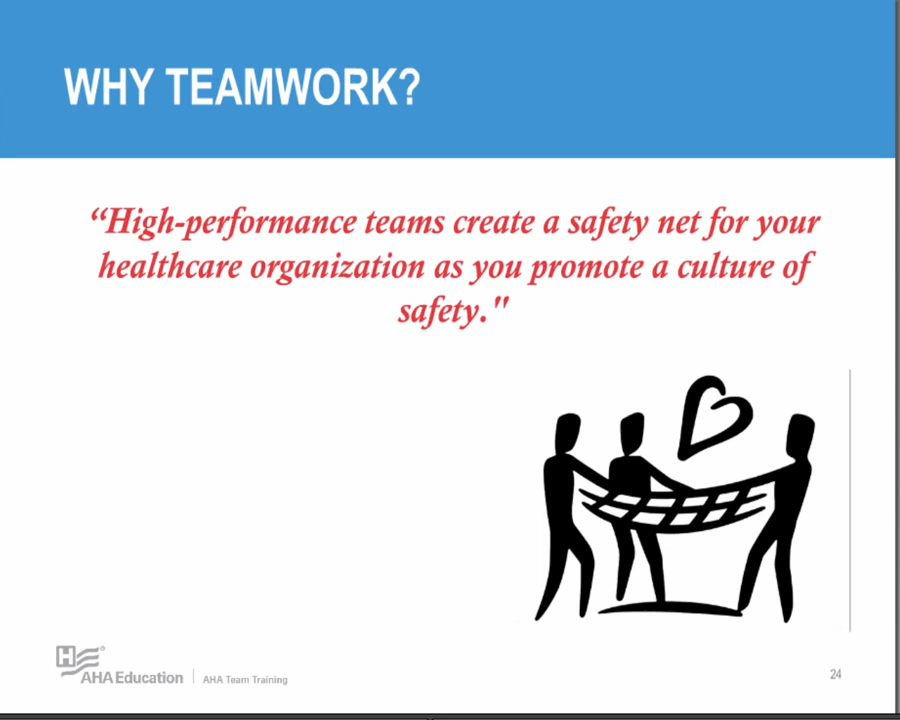 WHY TEAMWORK?
“High-performance teams create a safety net for your
healthcare organization as you promote a culture of
safety."
H®
AHA Education | AHA Team Training
24